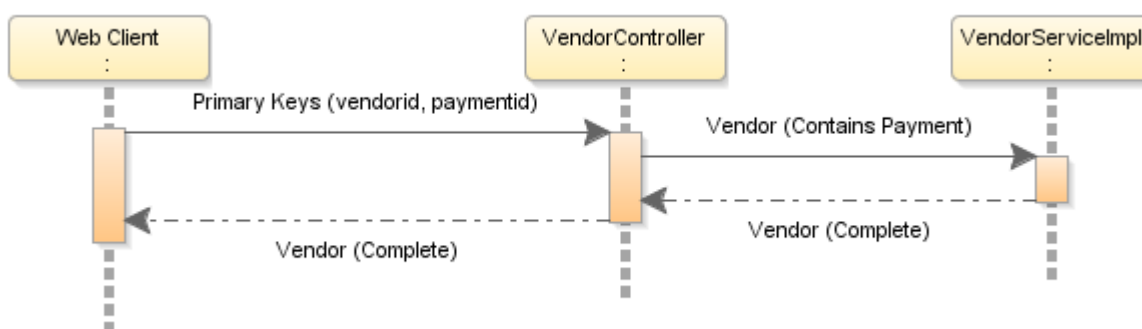 Web Client
:
VendorController
:
VendorServiceImpl
:
Primary Keys (vendorid, paymentid)
Vendor (Contains Payment)
Vendor (Complete)
Vendor (Complete)